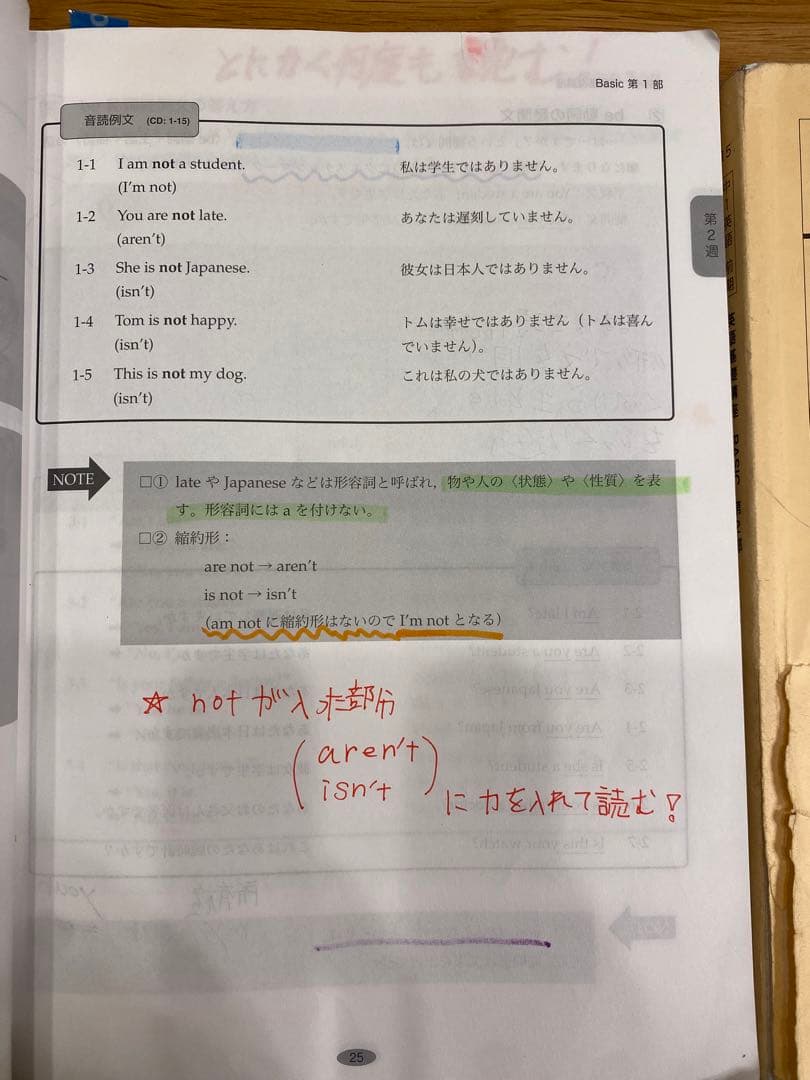 Basic 第 1 部
音読例文 (CD: 1-15)
1-1 I am not a student. 私は学生ではありません。
(I'm not)
1-2 You are not late. あなたは遅刻していません。
(aren't)
1-3 She is not Japanese. 彼女は日本人ではありません。
(isn't)
1-4 Tom is not happy. トムは幸せではありません（トムは喜ん
(isn't) でいません）。
1-5 This is not my dog. これは私の犬ではありません。
(isn't)
第2週
NOTE
□① late や Japanese などは形容詞と呼ばれ，物や人の〈状態〉や〈性質〉を表
す。形容詞には a を付けない。
□② 縮約形：
are not → aren't
is not → isn't
(am not に縮約形はないので I'm not となる)
☆ notが入った部分
(aren't
isn't)
に力を入れて読む!
25